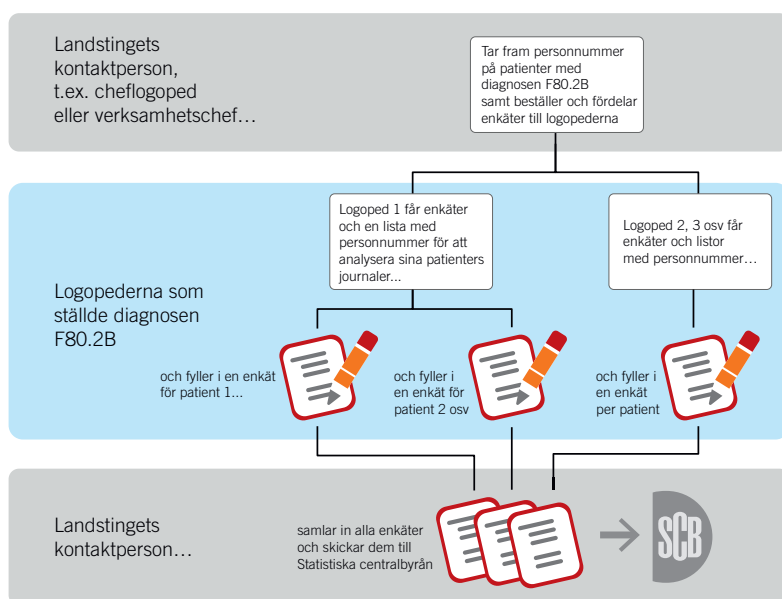 Landstingets
kontaktperson,
t.ex. cheflogoped
eller verksamhetschef…
Tar fram personnummer
på patienter med
diagnosen F80.2B
samt beställer och fördelar
enkäter till logopederna
Logopederna som
ställde diagnosen
F80.2B
Logoped 1 får enkäter
och en lista med
personnummer för att
analysera sina patienters
journaler...
Logoped 2, 3 osv får
enkäter och listor
med personnummer…
och fyller i en enkät
för patient 1...
och fyller i
en enkät för
patient 2 osv
och fyller i
en enkät
per patient
Landstingets
kontaktperson…
samlar in alla enkäter
och skickar dem till
Statistiska centralbyrån
SCB